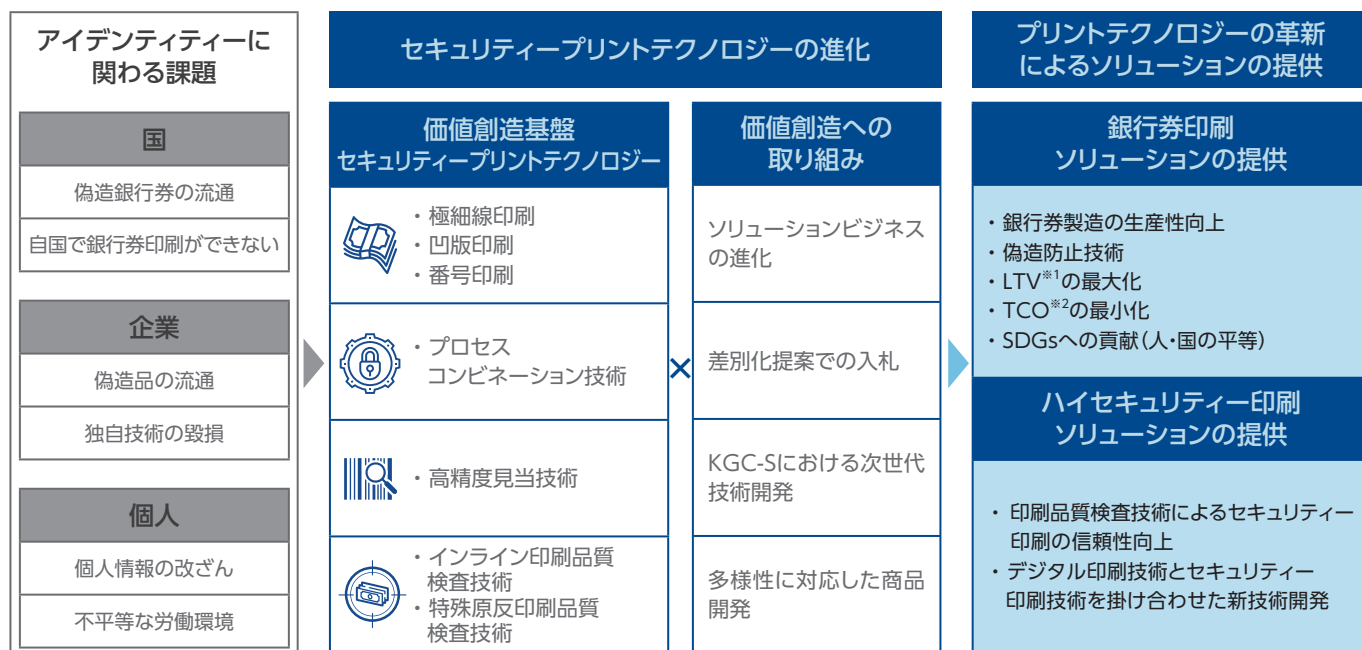 アイデンティティーに
関わる課題
国
偽造銀行券の流通
自国で銀行券印刷ができない
企業
偽造品の流通
独自技術の毀損
個人
個人情報の改ざん
不平等な労働環境
セキュリティープリントテクノロジーの進化
価値創造基盤
セキュリティープリントテクノロジー
・極細線印刷
・凹版印刷
・番号印刷
・プロセス
コンビネーション技術
・高精度見当技術
・インライン印刷品質
検査技術
・特殊原反印刷品質
検査技術
×
価値創造への
取り組み
ソリューションビジネス
の進化
差別化提案での入札
KGC-Sにおける次世代
技術開発
多様性に対応した商品
開発
プリントテクノロジーの革新
によるソリューションの提供
銀行券印刷
ソリューションの提供
・銀行券製造の生産性向上
・偽造防止技術
・LTV※1の最大化
・TCO※2の最小化
・SDGsへの貢献(人・国の平等)
ハイセキュリティー印刷
ソリューションの提供
・印刷品質検査技術によるセキュリティー
印刷の信頼性向上
・デジタル印刷技術とセキュリティー
印刷技術を掛け合わせた新技術開発